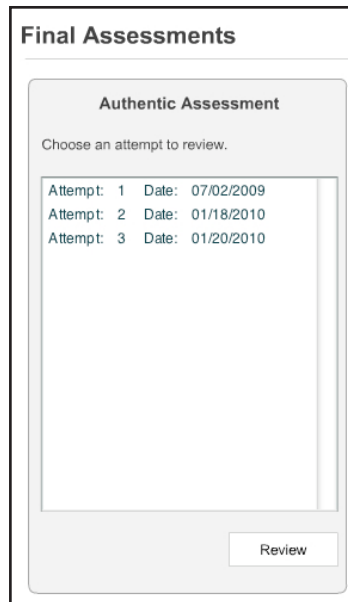 Final Assessments
Authentic Assessment
Choose an attempt to review.
Attempt: 1 Date: 07/02/2009
Attempt: 2 Date: 01/18/2010
Attempt: 3 Date: 01/20/2010
Review